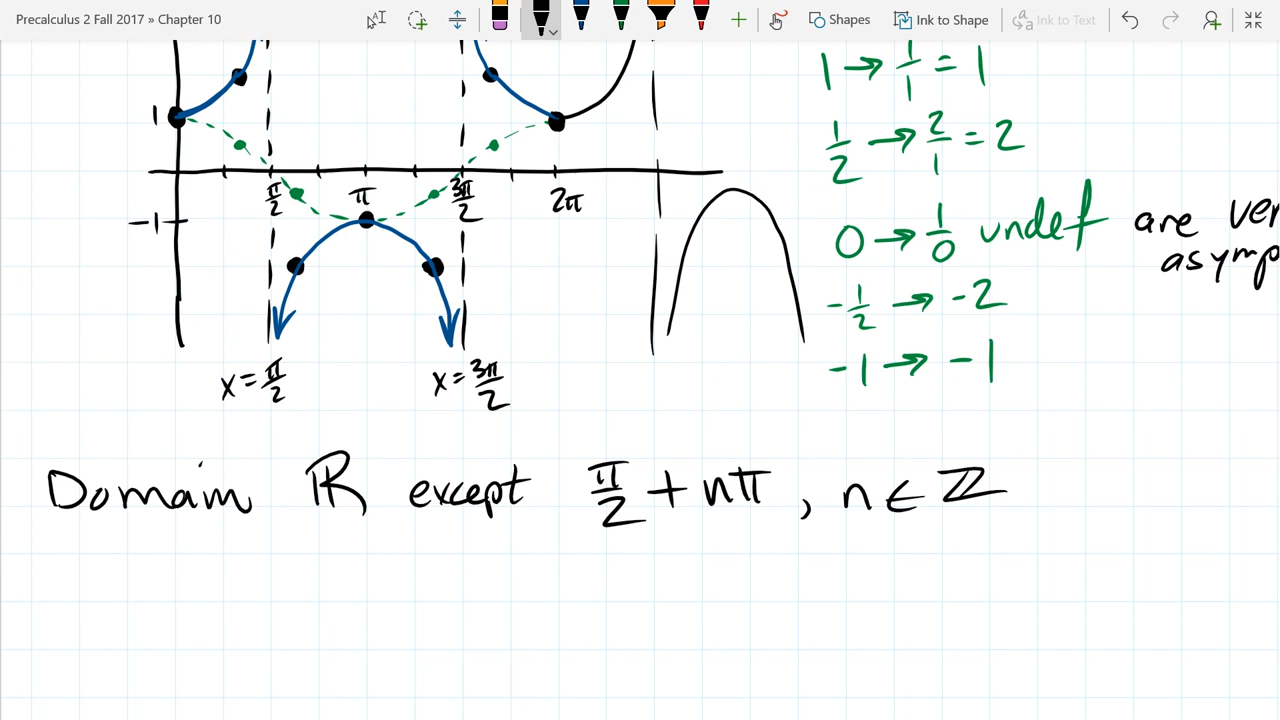 Precalculus 2 Fall 2017 » Chapter 10
Shapes
Ink to Shape
Ink to Text
1 → 1/1 = 1
1
1/2 → 2/1 = 2
π/2 π 3π/2 2π
-1
0 → 1/0 undef are ver
asymp
-1/2 → -2
-1 → -1
x = π/2 x = 3π/2
Domain ℝ except π/2 + nπ, n ∈ ℤ